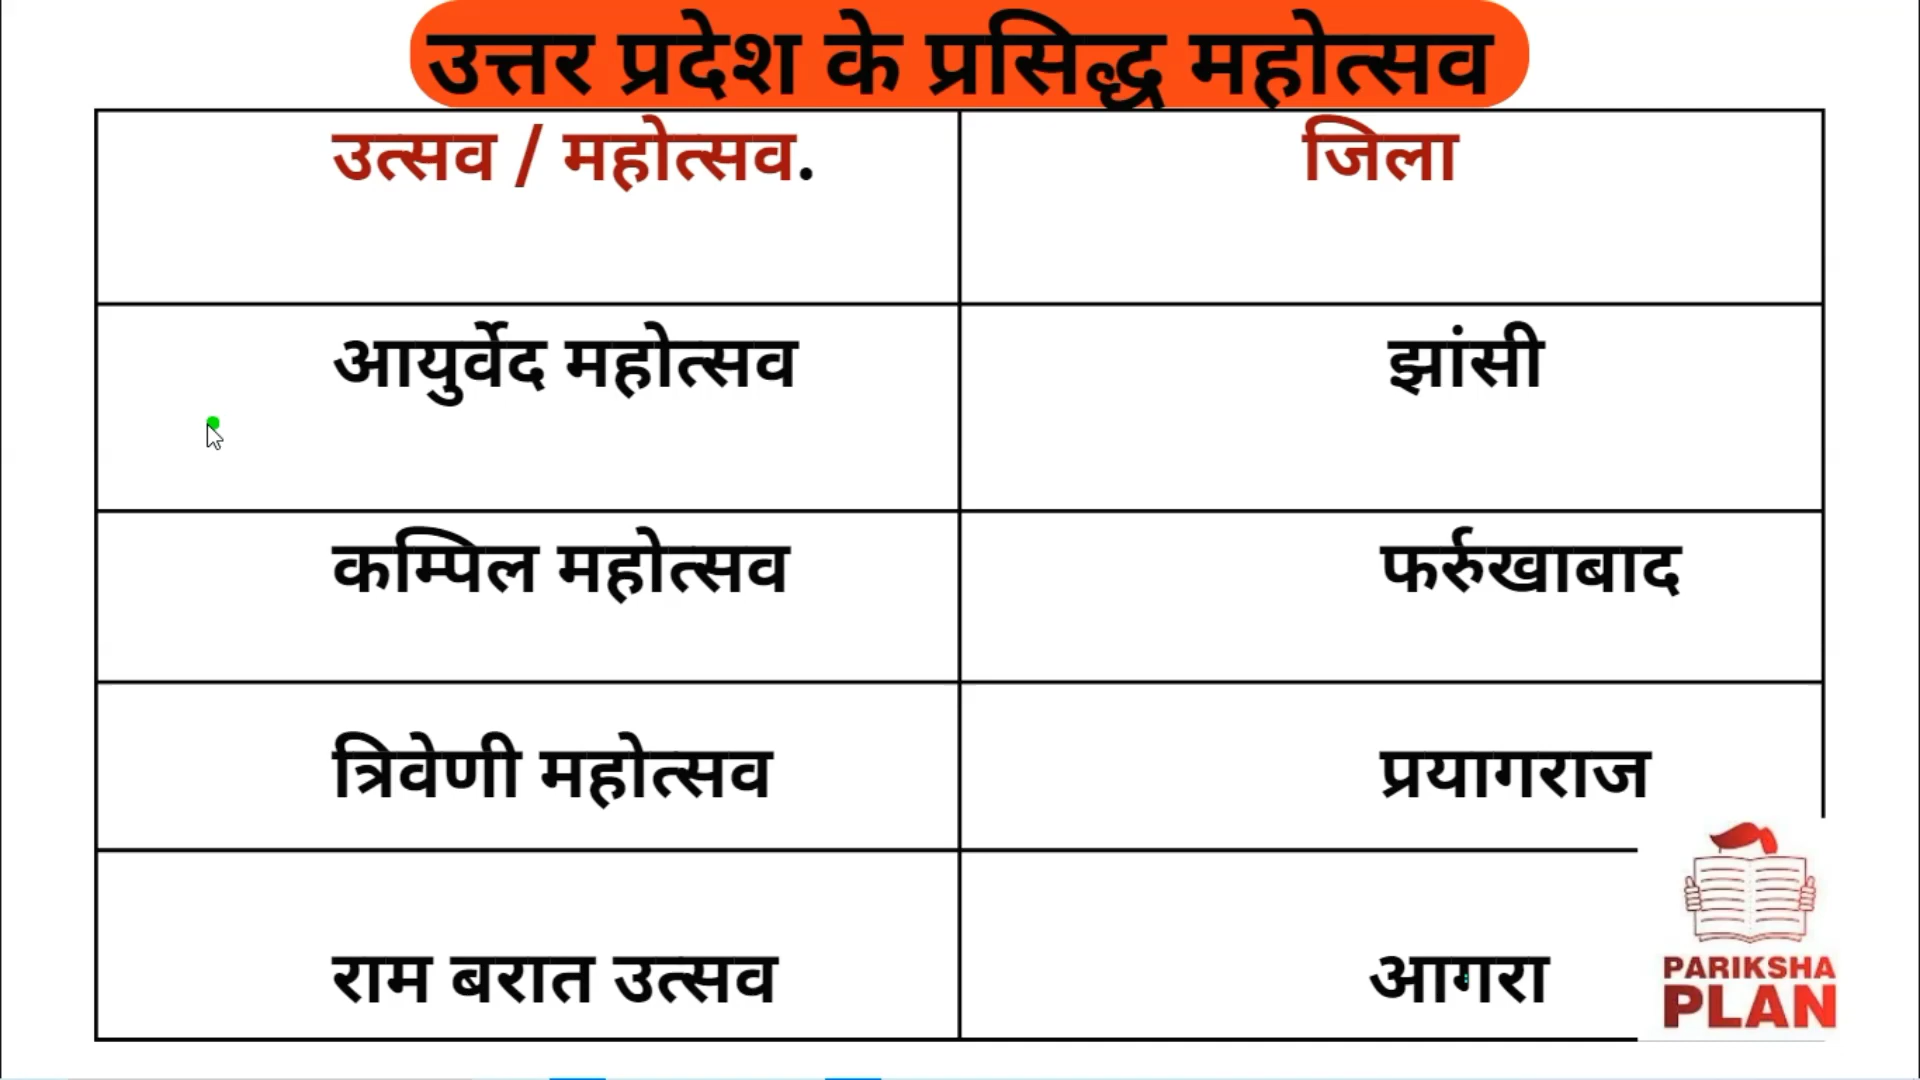 उत्तर प्रदेश के प्रसिद्ध महोत्सव
उत्सव / महोत्सव. जिला
आयुर्वेद महोत्सव झांसी
कम्पिल महोत्सव फर्रुखाबाद
त्रिवेणी महोत्सव प्रयागराज
राम बरात उत्सव आगरा
PARIKSHA
PLAN